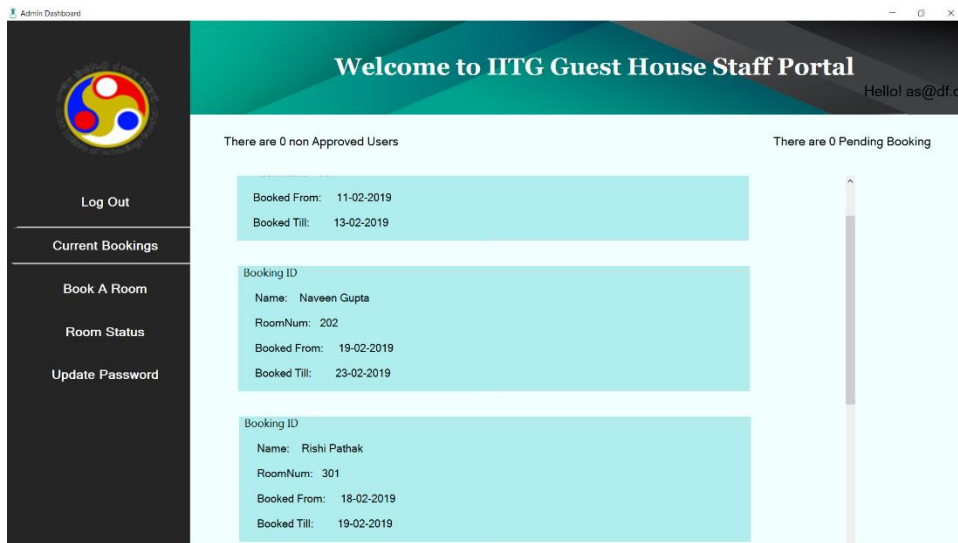 Admin Dashboard
Welcome to IITG Guest House Staff Portal
Hello! as@df.c
There are 0 non Approved Users
There are 0 Pending Booking
Log Out
Current Bookings
Book A Room
Room Status
Update Password
Booked From: 11-02-2019
Booked Till: 13-02-2019
Booking ID
Name: Naveen Gupta
RoomNum: 202
Booked From: 19-02-2019
Booked Till: 23-02-2019
Booking ID
Name: Rishi Pathak
RoomNum: 301
Booked From: 18-02-2019
Booked Till: 19-02-2019